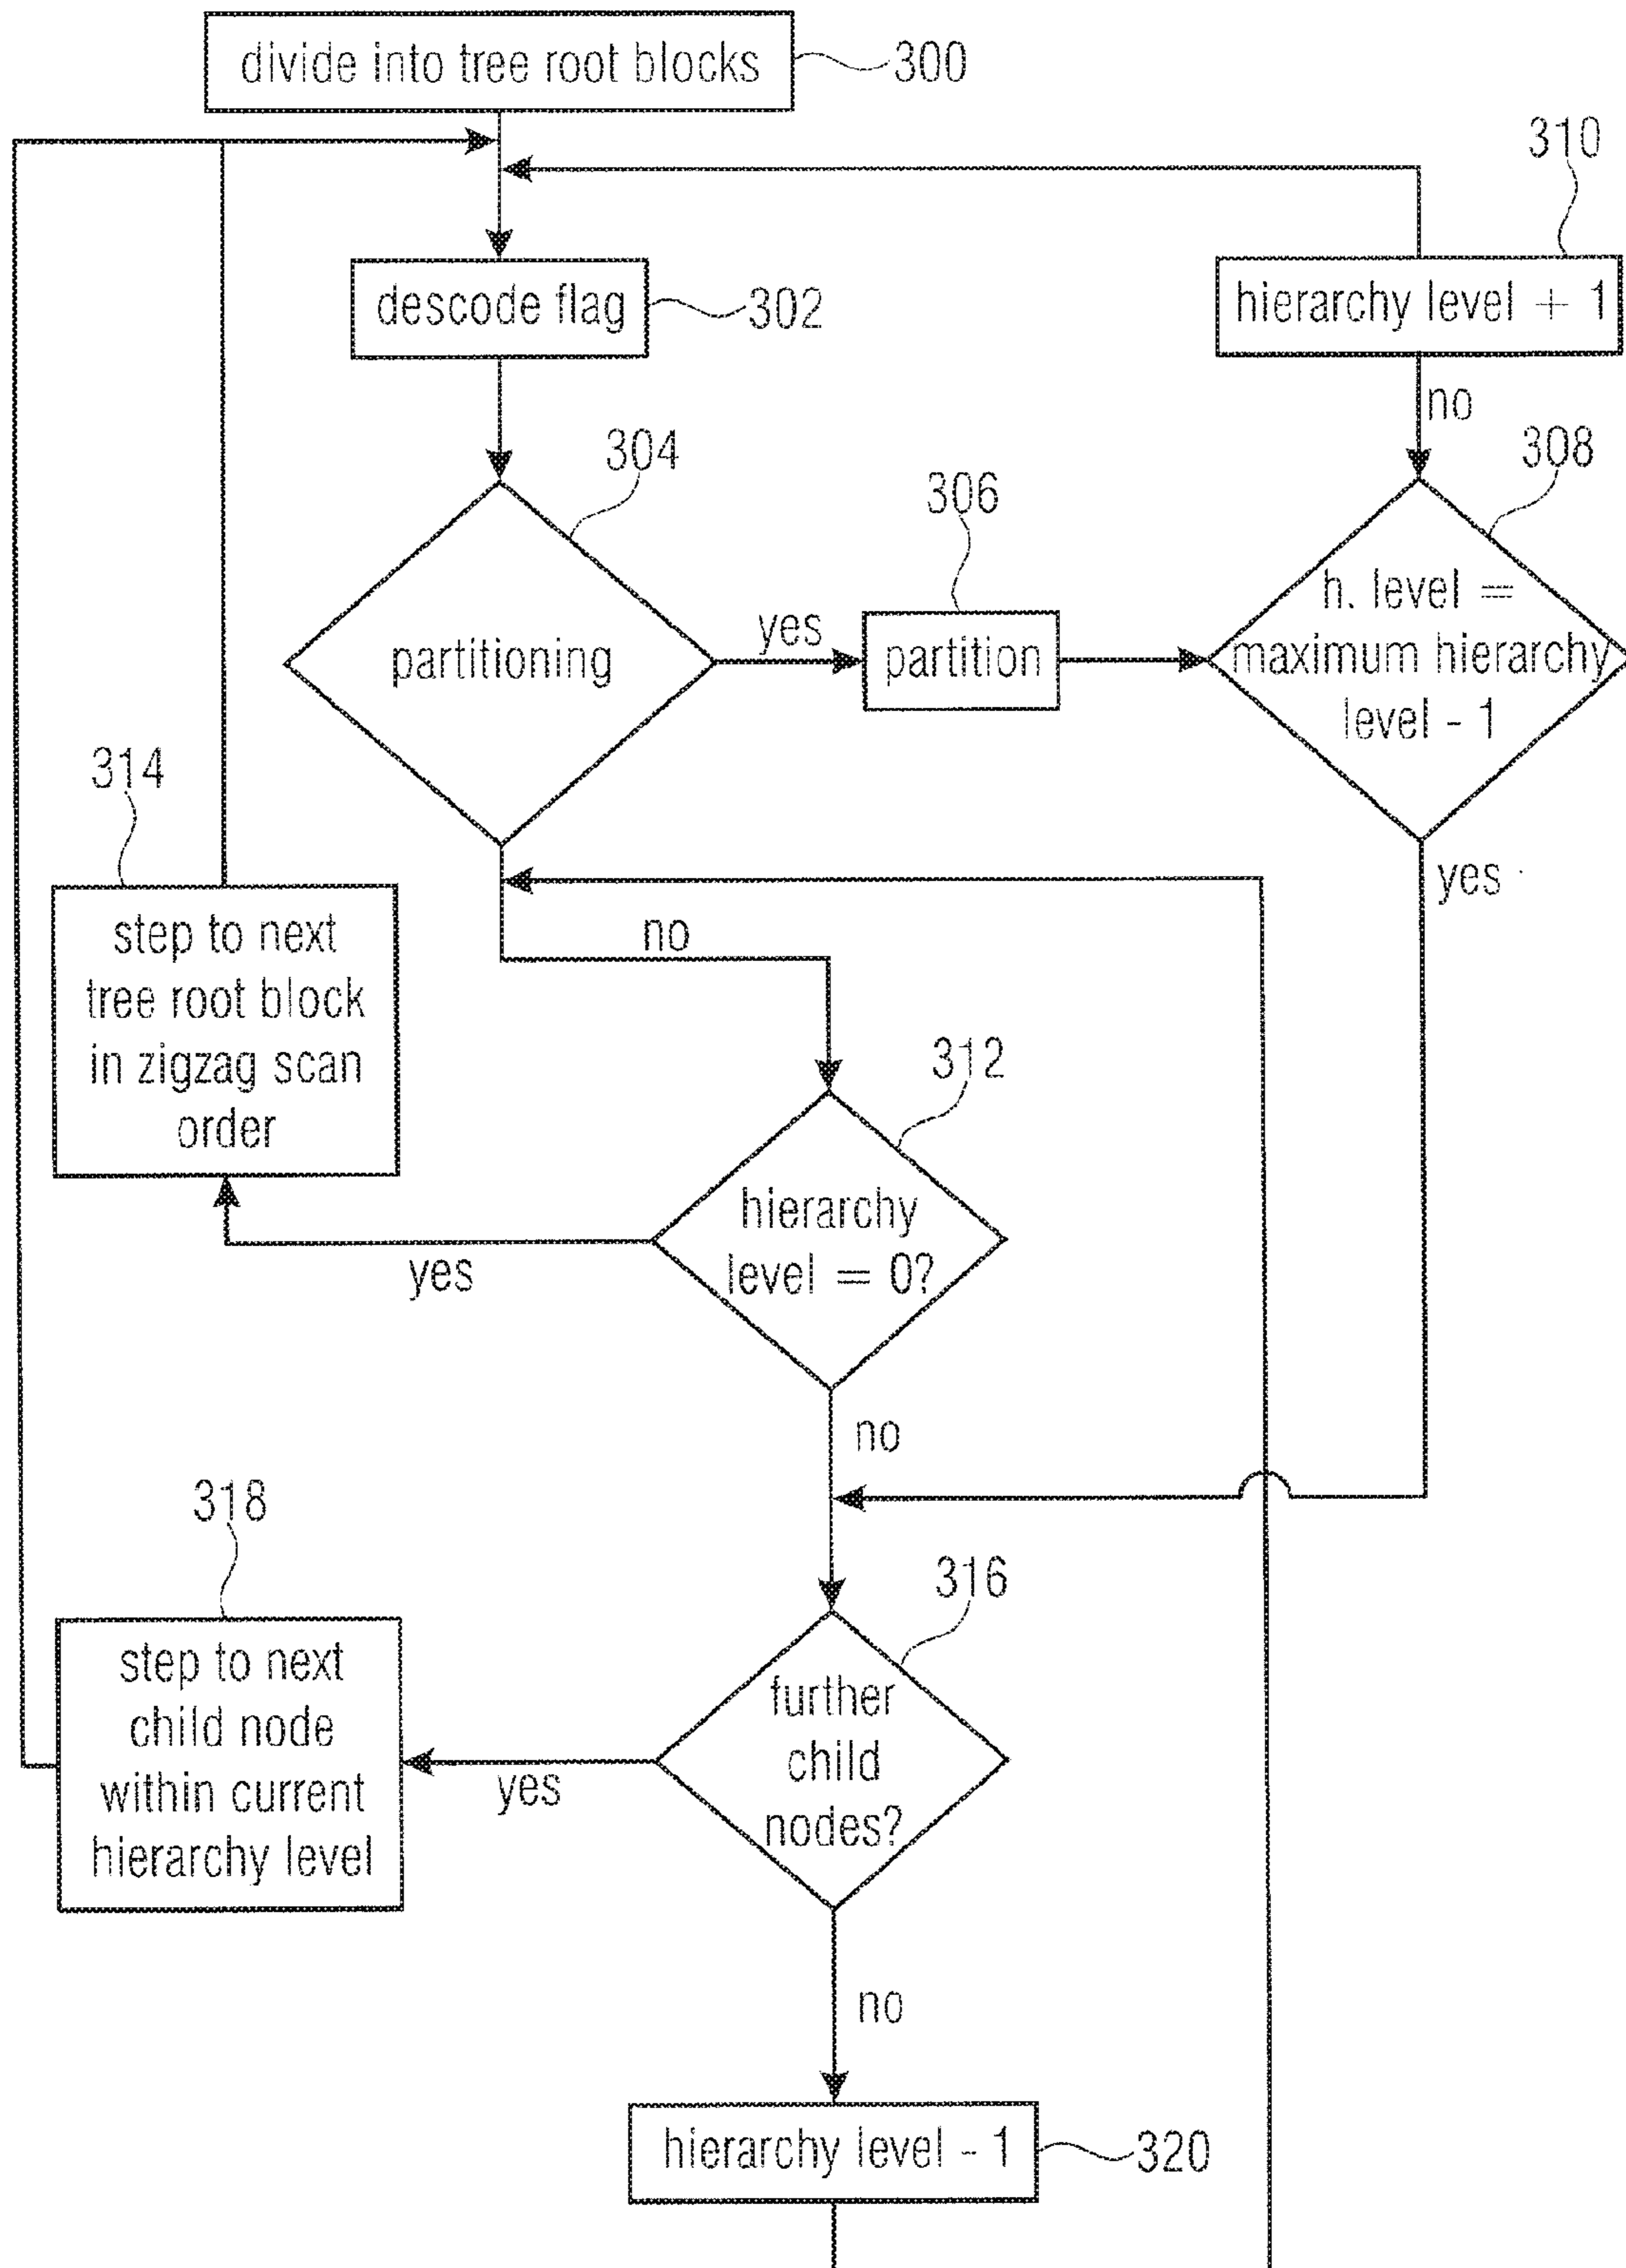 divide into tree root blocks
300
310
descode flag
302
hierarchy level + 1
no
304
308
306
h. level =
maximum hierarchy
level - 1
partitioning
yes
partition
314
yes
no
step to next
tree root block
in zigzag scan
order
312
hierarchy
level = 0?
yes
no
318
316
step to next
child node
within current
hierarchy level
further
child
nodes?
yes
no
hierarchy level - 1
320